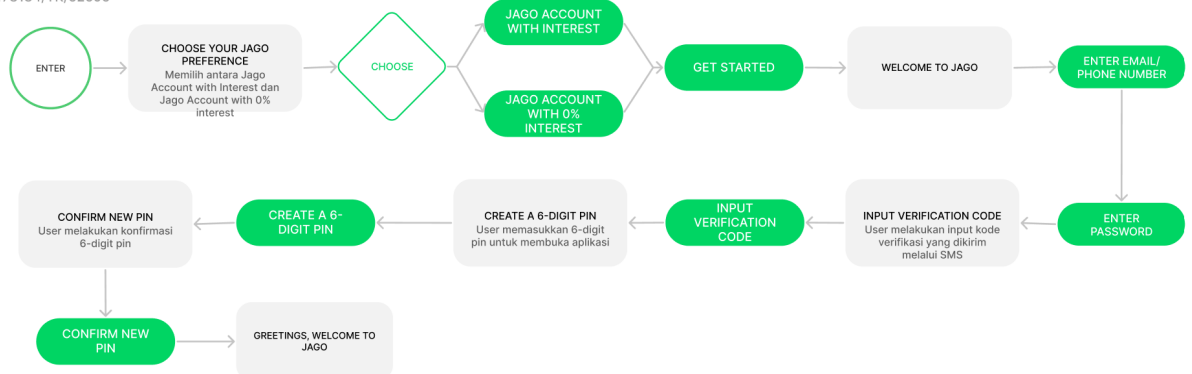 ENTER
CHOOSE YOUR JAGO
PREFERENCE
Memilih antara Jago
Account with Interest dan
Jago Account with 0%
interest
CHOOSE
JAGO ACCOUNT
WITH INTEREST
JAGO ACCOUNT
WITH 0%
INTEREST
GET STARTED
WELCOME TO JAGO
ENTER EMAIL/
PHONE NUMBER
ENTER
PASSWORD
INPUT VERIFICATION CODE
User melakukan input kode
verifikasi yang dikirim
melalui SMS
INPUT
VERIFICATION
CODE
CREATE A 6-DIGIT PIN
User memasukkan 6-digit
pin untuk membuka aplikasi
CREATE A 6-
DIGIT PIN
CONFIRM NEW PIN
User melakukan konfirmasi
6-digit pin
CONFIRM NEW
PIN
GREETINGS, WELCOME TO
JAGO